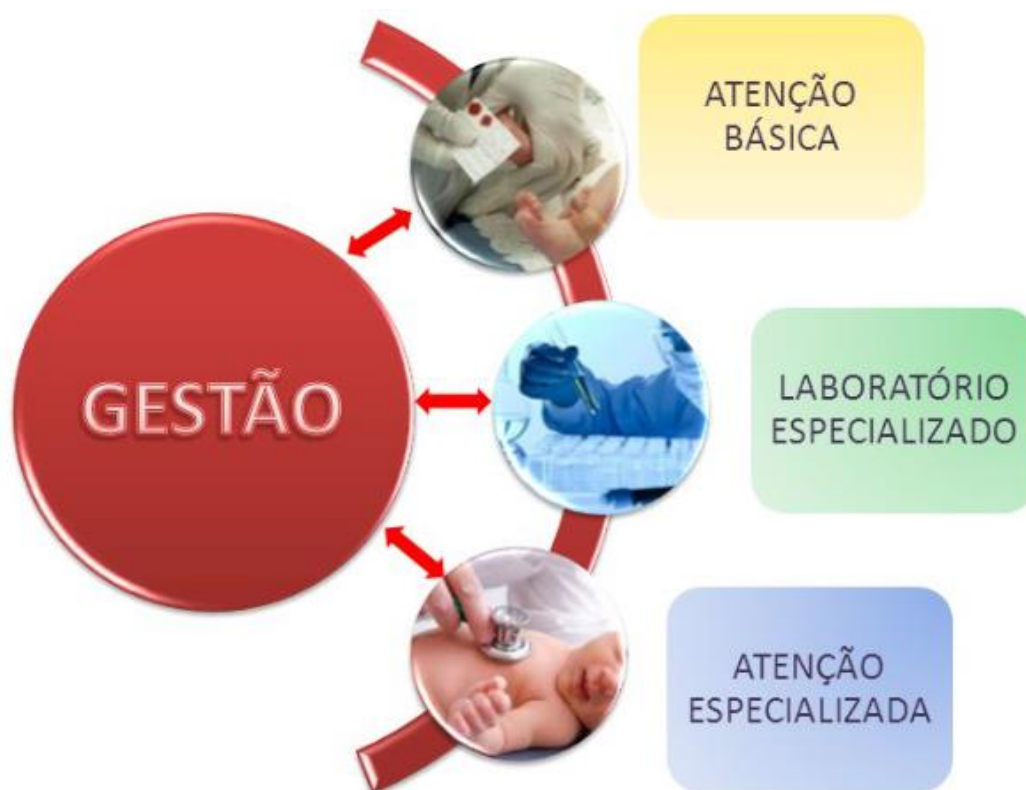 ATENÇÃO
BÁSICA
GESTÃO
LABORATÓRIO
ESPECIALIZADO
ATENÇÃO
ESPECIALIZADA